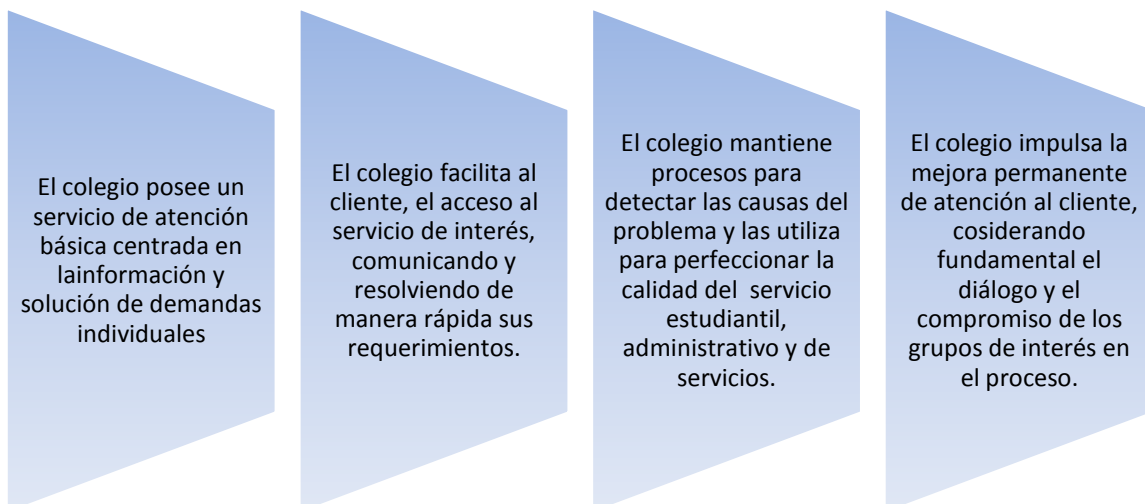 El colegio posee un
servicio de atención
básica centrada en
lainformación y
solución de demandas
individuales
El colegio facilita al
cliente, el acceso al
servicio de interés,
comunicando y
resolviendo de
manera rápida sus
requerimientos.
El colegio mantiene
procesos para
detectar las causas del
problema y las utiliza
para perfeccionar la
calidad del  servicio
estudiantil,
administrativo y de
servicios.
El colegio impulsa la
mejora permanente
de atención al cliente,
cosiderando
fundamental el
diálogo y el
compromiso de los
grupos de interés en
el proceso.